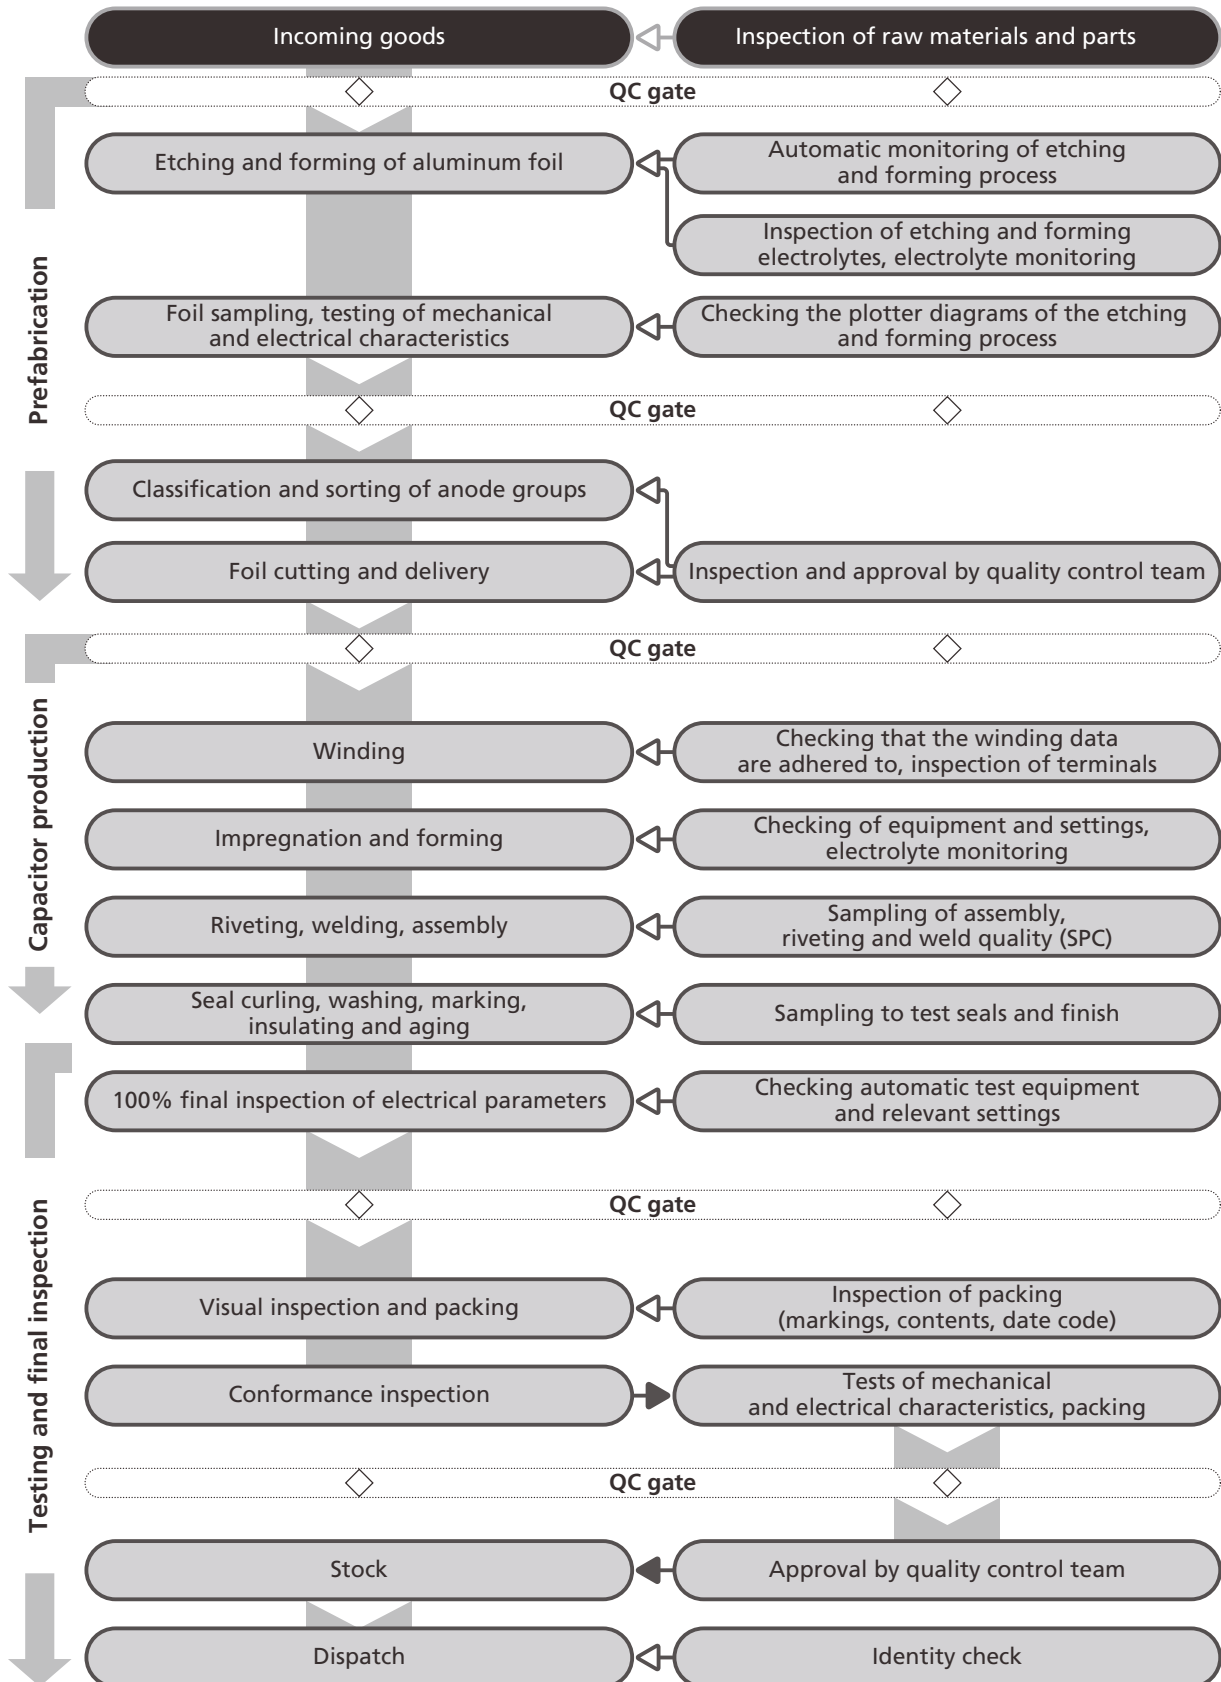 Incoming goods
Inspection of raw materials and parts
QC gate
Prefabrication
Etching and forming of aluminum foil
Automatic monitoring of etching
and forming process
Inspection of etching and forming
electrolytes, electrolyte monitoring
Foil sampling, testing of mechanical
and electrical characteristics
Checking the plotter diagrams of the etching
and forming process
QC gate
Classification and sorting of anode groups
Foil cutting and delivery
Inspection and approval by quality control team
QC gate
Capacitor production
Winding
Checking that the winding data
are adhered to, inspection of terminals
Impregnation and forming
Checking of equipment and settings,
electrolyte monitoring
Riveting, welding, assembly
Sampling of assembly,
riveting and weld quality (SPC)
Seal curling, washing, marking,
insulating and aging
Sampling to test seals and finish
100% final inspection of electrical parameters
Checking automatic test equipment
and relevant settings
QC gate
Testing and final inspection
Visual inspection and packing
Inspection of packing
(markings, contents, date code)
Conformance inspection
Tests of mechanical
and electrical characteristics, packing
QC gate
Stock
Approval by quality control team
Dispatch
Identity check